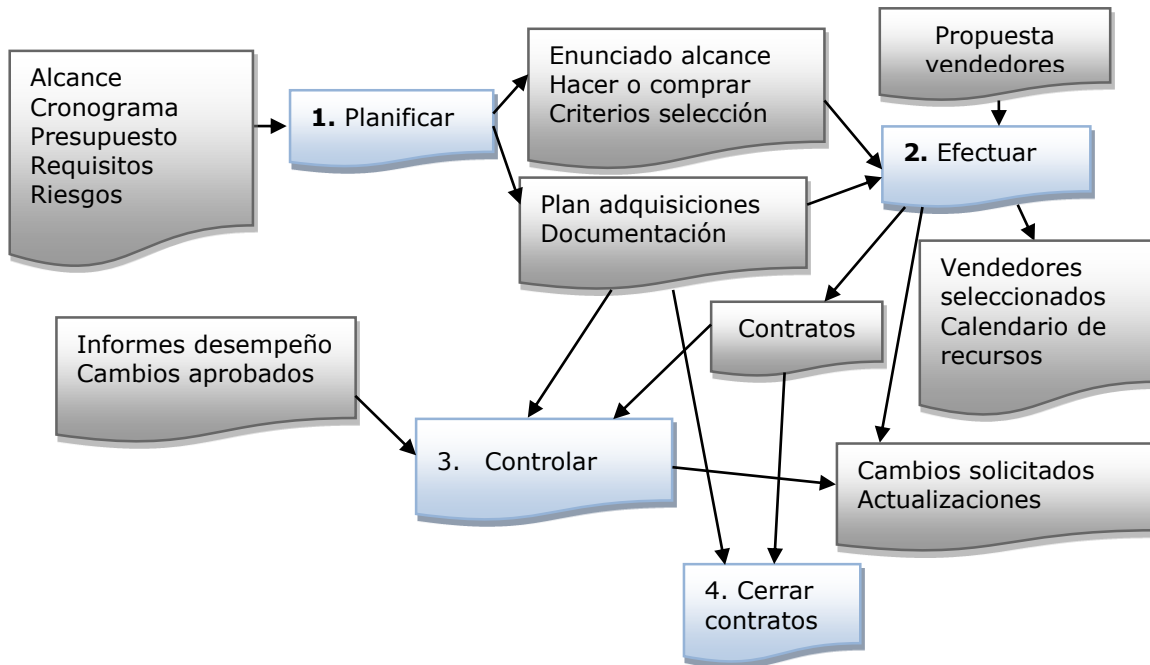 Alcance
Cronograma
Presupuesto
Requisitos
Riesgos
1. Planificar
Enunciado alcance
Hacer o comprar
Criterios selección
Propuesta
vendedores
2. Efectuar
Plan adquisiciones
Documentación
Vendedores
seleccionados
Calendario de
recursos
Contratos
Informes desempeño
Cambios aprobados
3. Controlar
Cambios solicitados
Actualizaciones
4. Cerrar
contratos